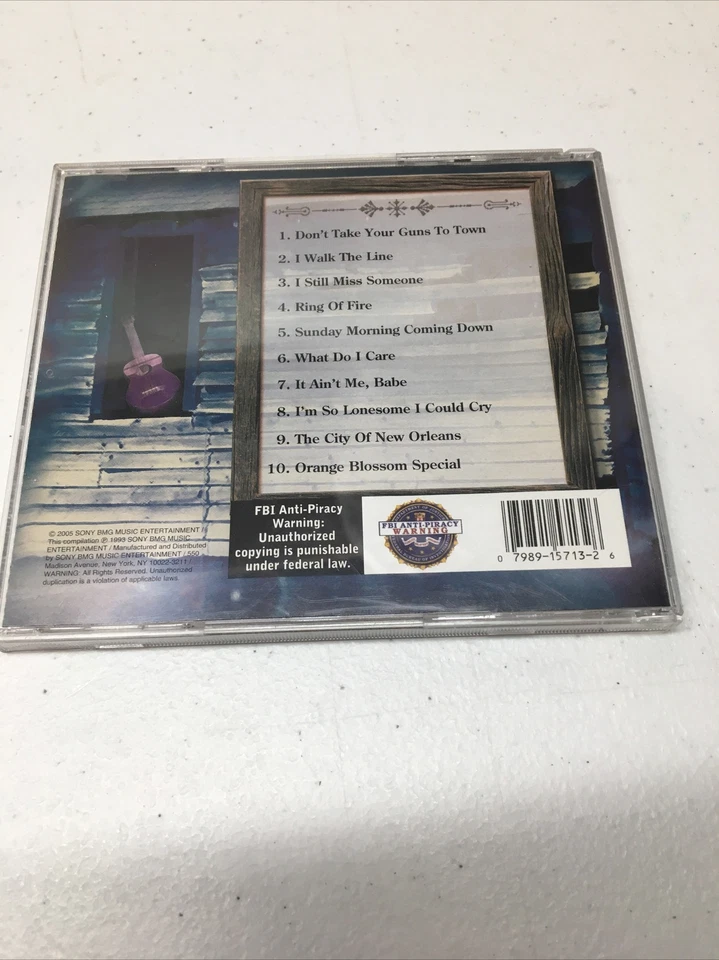 1. Don't Take Your Guns To Town
2. I Walk The Line
3. I Still Miss Someone
4. Ring Of Fire
5. Sunday Morning Coming Down
6. What Do I Care
7. It Ain't Me, Babe
8. I'm So Lonesome I Could Cry
9. The City Of New Orleans
10. Orange Blossom Special
© 2005 SONY BMG MUSIC ENTERTAINMENT /
This compilation ℗ 1999 SONY BMG MUSIC
ENTERTAINMENT / Manufactured and Distributed
by SONY BMG MUSIC ENTERTAINMENT / 550
Madison Avenue, New York, NY 10022-3211 /
WARNING: All Rights Reserved. Unauthorized
duplication is a violation of applicable laws.
FBI Anti-Piracy
Warning:
Unauthorized
copying is punishable
under federal law.
FBI ANTI-PIRACY
WARNING
0 7989-15713-2 6